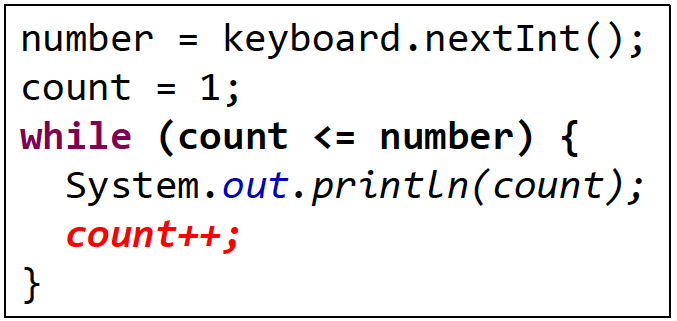 number = keyboard.nextInt();
count = 1;
while (count <= number) {
  System.out.println(count);
  count++;
}